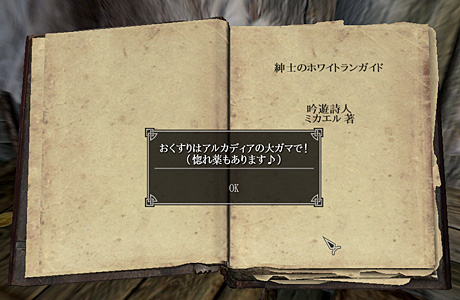 紳士のホワイトランガイド
吟遊詩人
ミカエル 著
おくすりはアルカディアの大ガマで！
（惚れ薬もあります♪）
OK